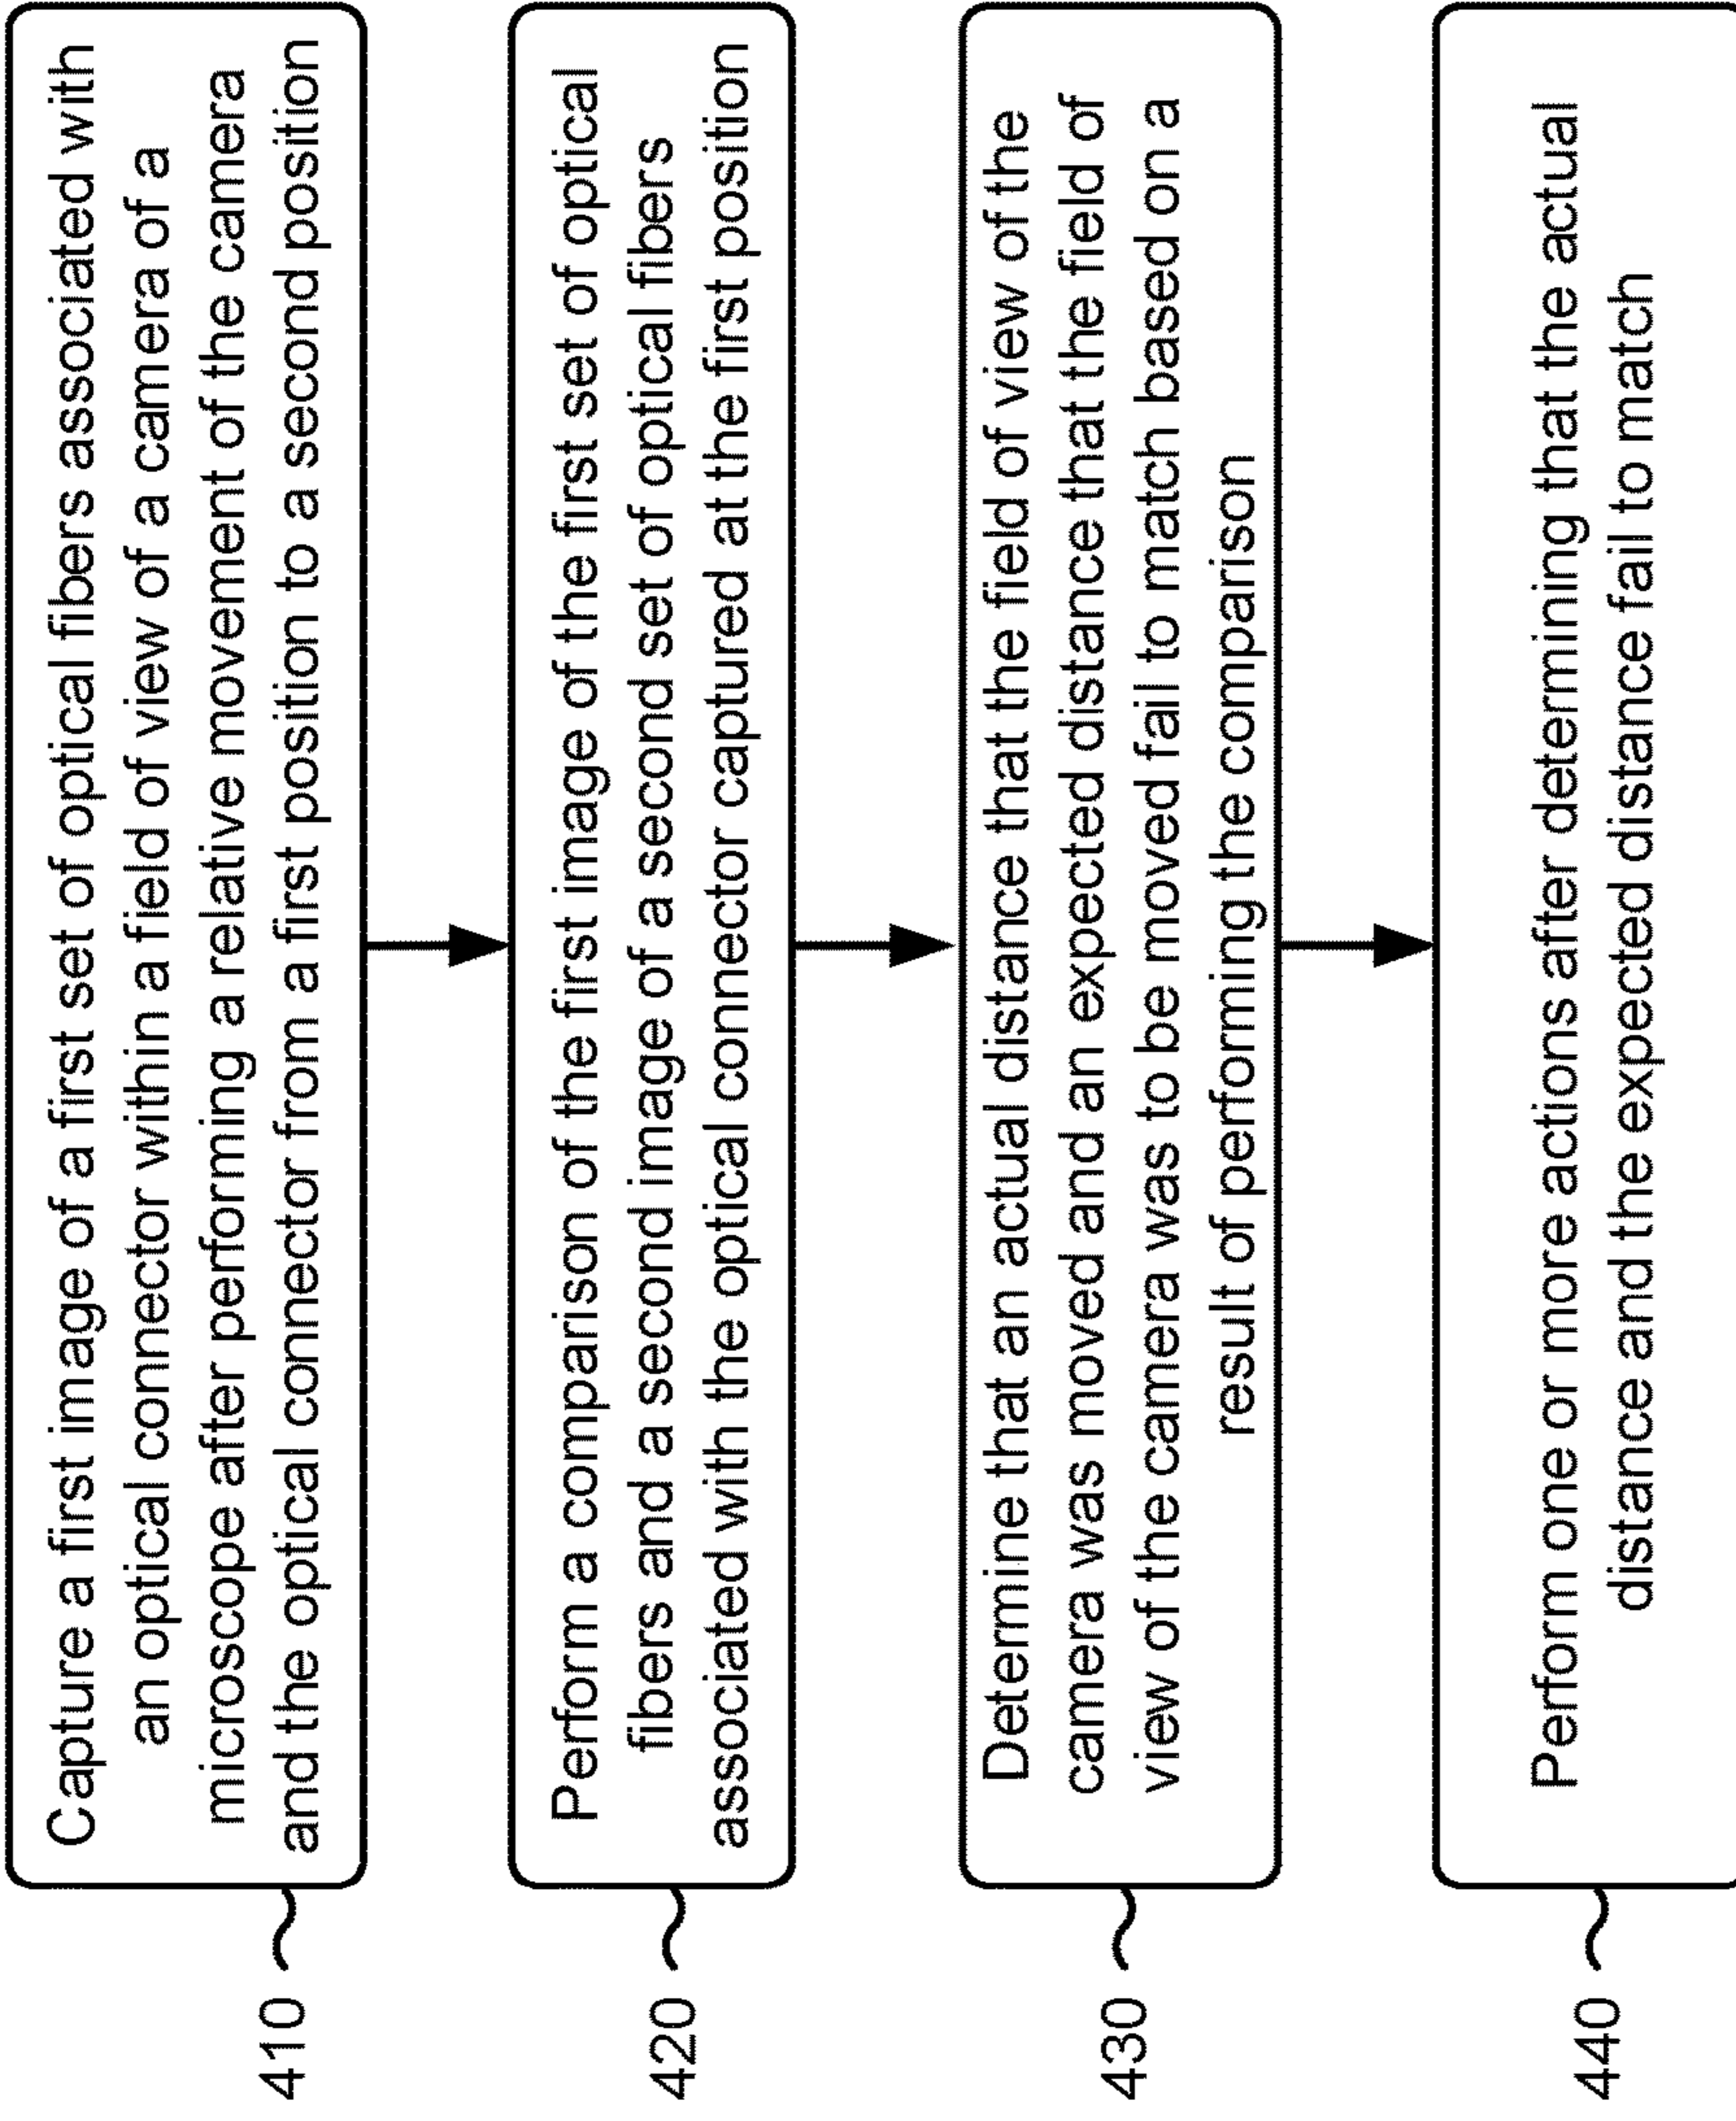 410
Capture a first image of a first set of optical fibers associated with
an optical connector within a field of view of a camera of a
microscope after performing a relative movement of the camera
and the optical connector from a first position to a second position
420
Perform a comparison of the first image of the first set of optical
fibers and a second image of a second set of optical fibers
associated with the optical connector captured at the first position
430
Determine that an actual distance that the field of view of the
camera was moved and an expected distance that the field of
view of the camera was to be moved fail to match based on a
result of performing the comparison
440
Perform one or more actions after determining that the actual
distance and the expected distance fail to match